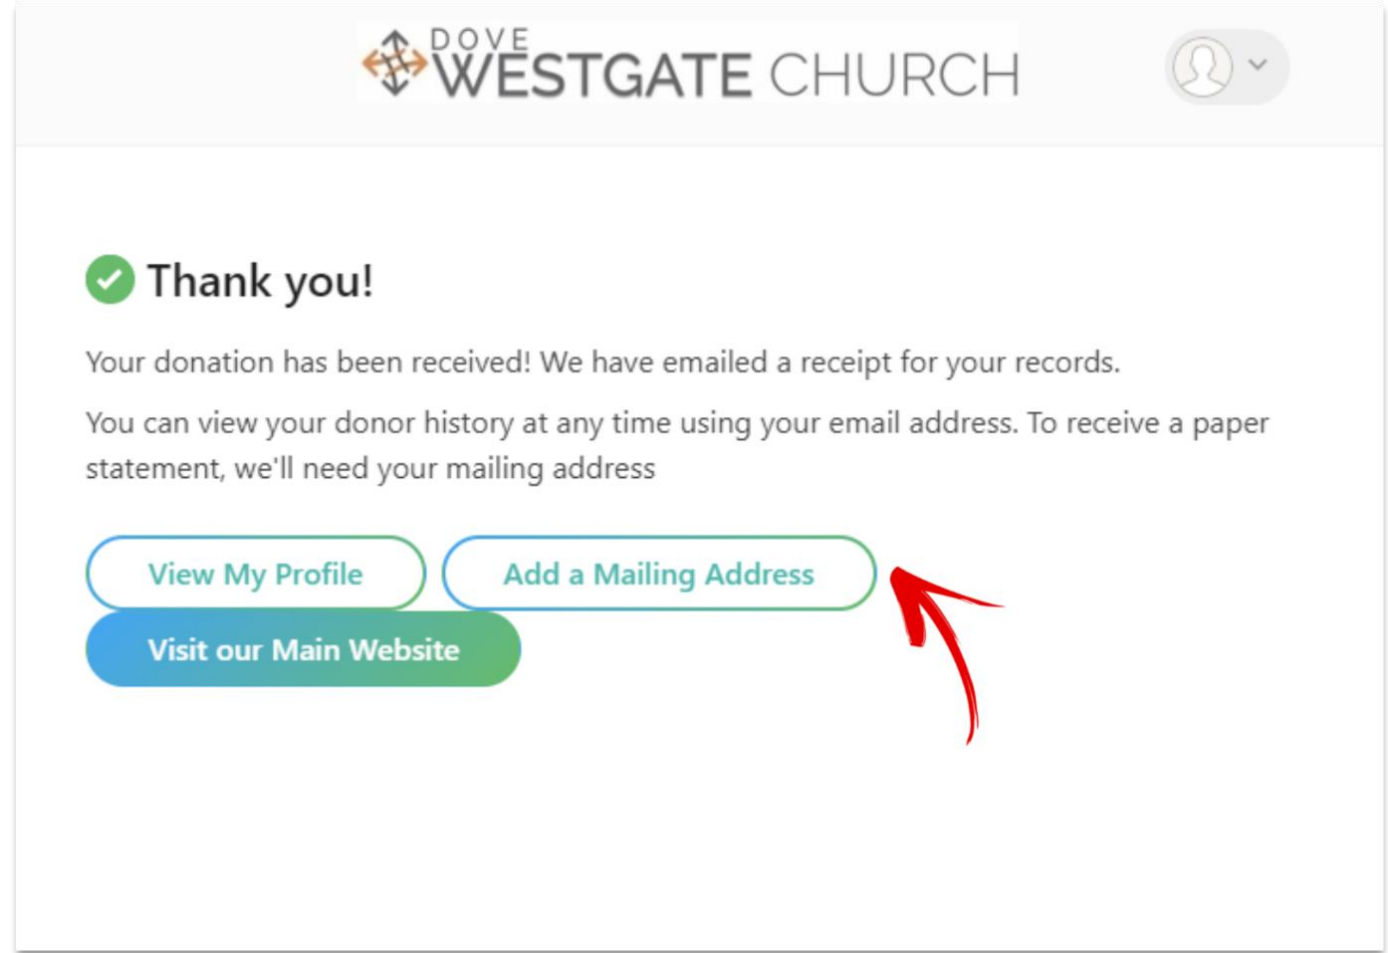 DOVE
WESTGATE CHURCH
Thank you!
Your donation has been received! We have emailed a receipt for your records.
You can view your donor history at any time using your email address. To receive a paper
statement, we'll need your mailing address
View My Profile
Add a Mailing Address
Visit our Main Website